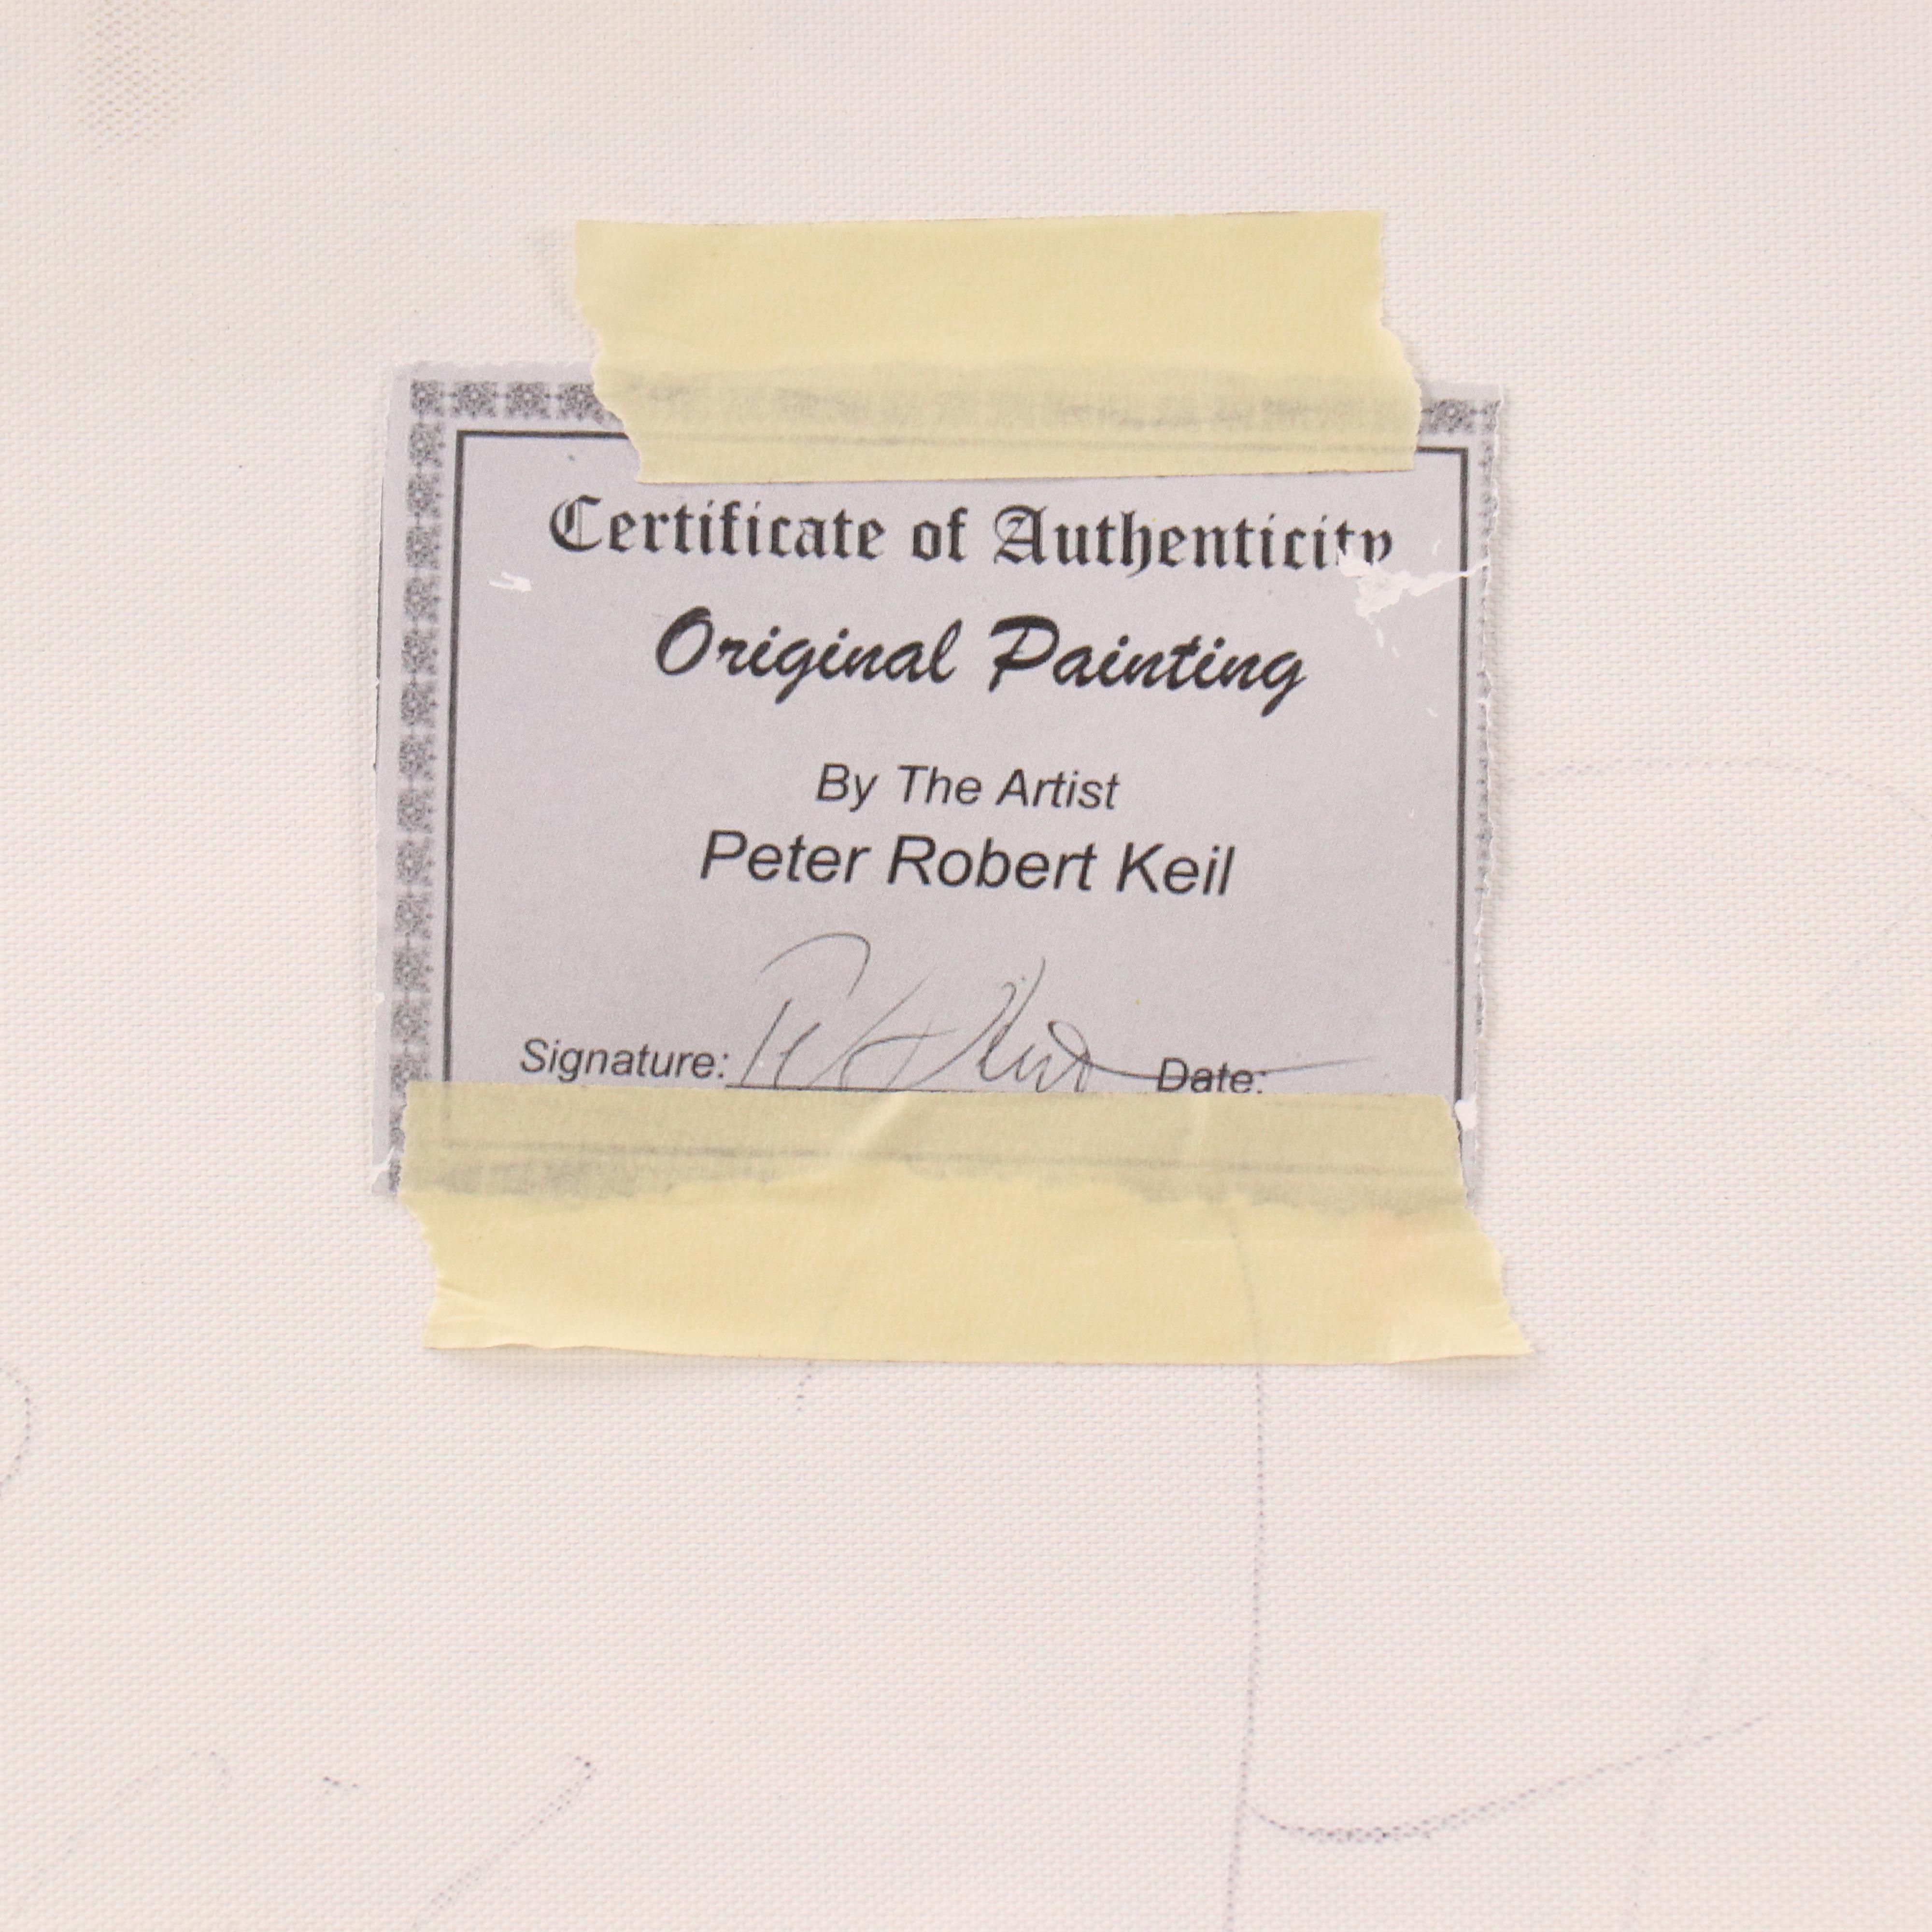 Certificate of Authenticity
Original Painting
By The Artist
Peter Robert Keil
Signature: Date: